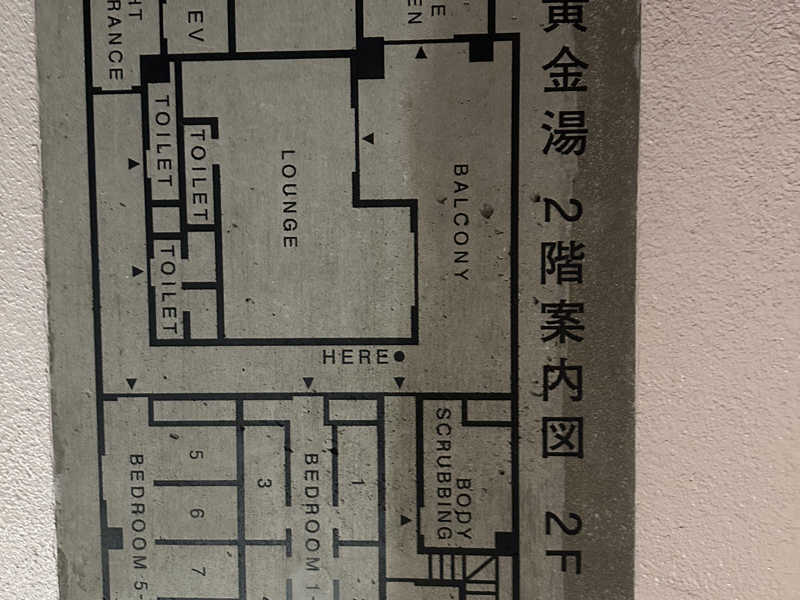 黄金湯 2階案内図 2F
BALCONY
BODY
SCRUBBING
HERE
LOUNGE
1
BEDROOM 1-
3
TOILET
TOILET
TOILET
EV
5
6
7
BEDROOM 5-